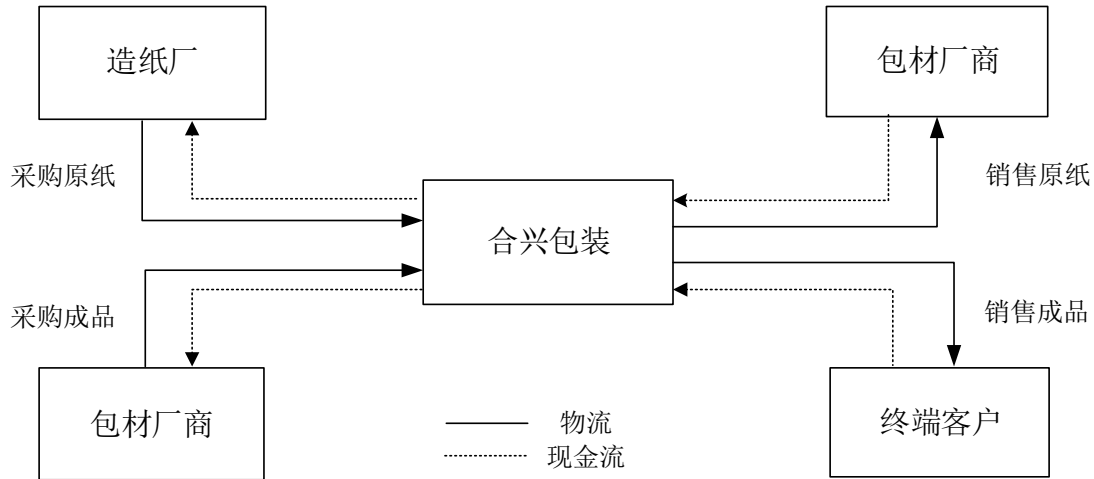 造纸厂
包材厂商
采购原纸
销售原纸
合兴包装
采购成品
销售成品
包材厂商
终端客户
物流
现金流